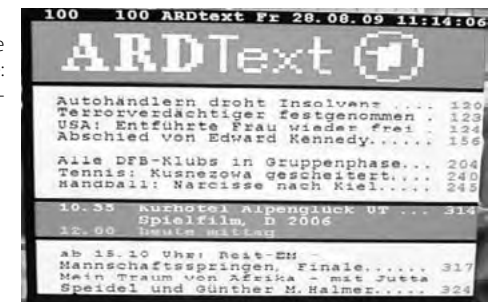 e
:
-
100 100 ARDtext Fr 28.08.09 11:14:06
ARDText 1
Autohändlern droht Insolvenz .... 120
Terrorverdächtiger festgenommen . 123
USA: Entführte Frau wieder frei . 124
Abschied von Edward Kennedy...... 156
Alle DFB-Klubs in Gruppenphase... 204
Tennis: Kusnezowa gescheitert.... 240
Handball: Narcisse nach Kiel..... 245
10.55 Kurhotel Alpenglück UT ... 314
Spielfilm, D 2006
12.00 heute mittag
ab 15.10 Uhr: Reit-EM -
Mannschaftsspringen, Finale...... 317
Mein Traum von Afrika - mit Jutta
Speidel und Günther M. Halmer.... 324